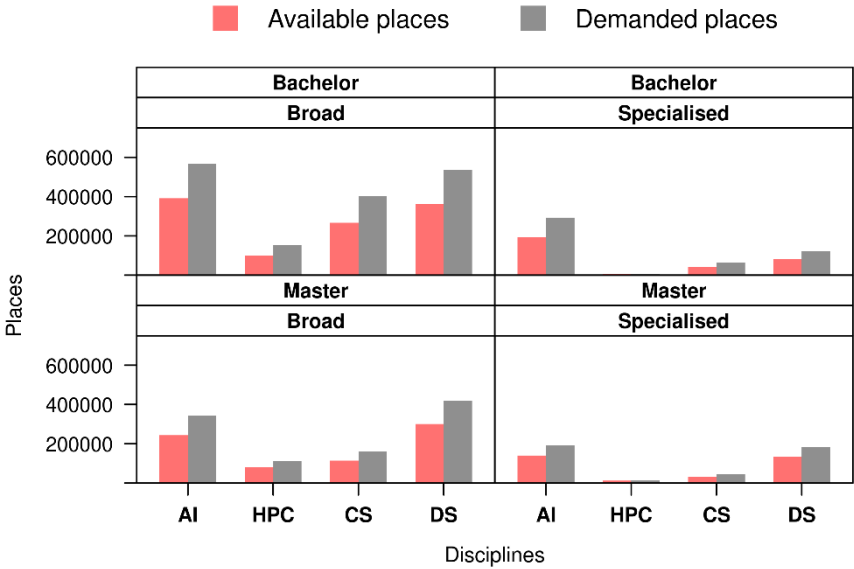 Available places Demanded places
Bachelor Bachelor
Broad Specialised
600000
400000
200000
Master Master
Broad Specialised
600000
400000
200000
Places
AI HPC CS DS AI HPC CS DS
Disciplines